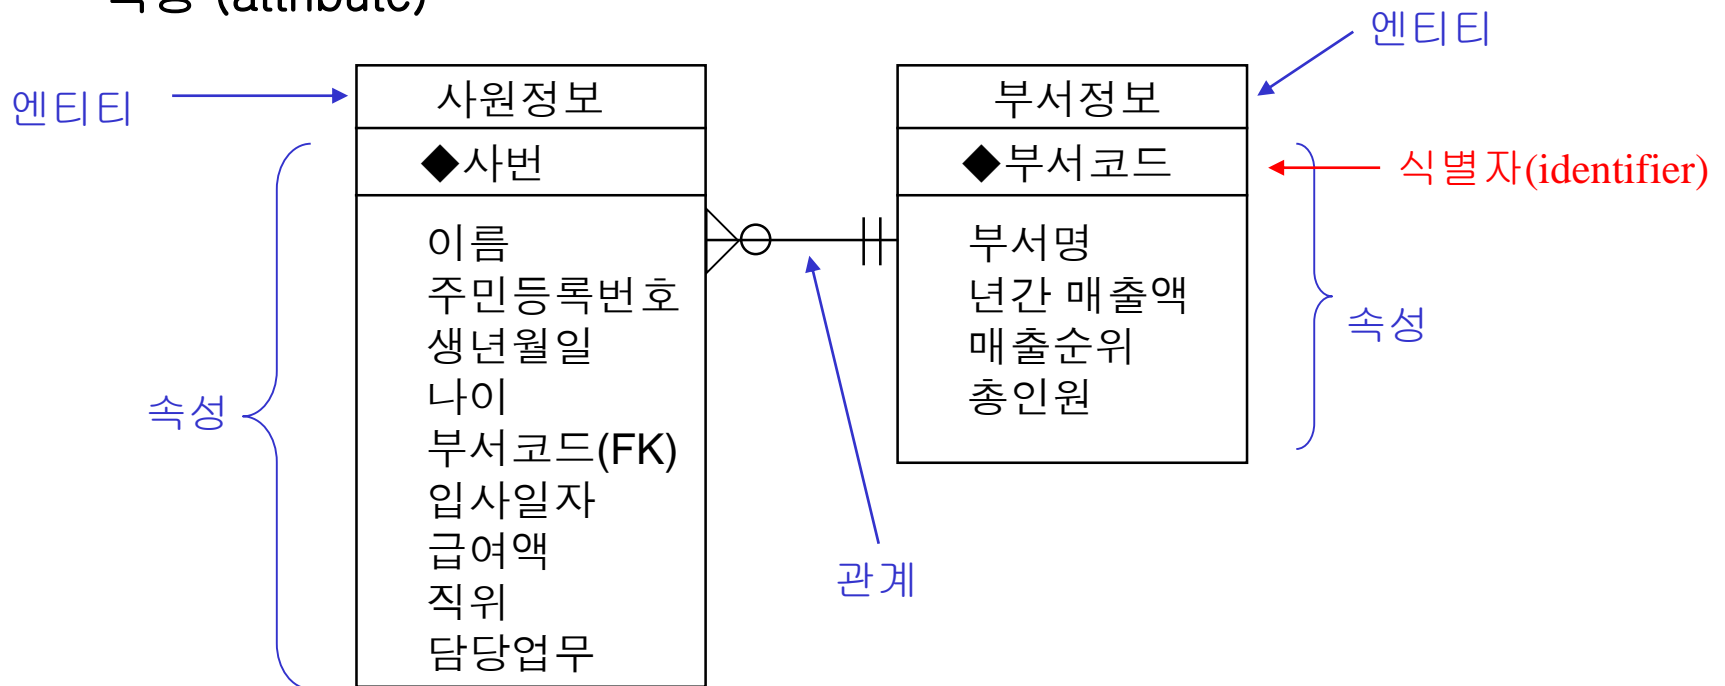 (attribute)
엔티티
엔티티
사원정보
◆사번
이름
주민등록번호
생년월일
나이
부서코드(FK)
입사일자
급여액
직위
담당업무
속성
관계
부서정보
◆부서코드
부서명
년간 매출액
매출순위
총인원
식별자(identifier)
속성